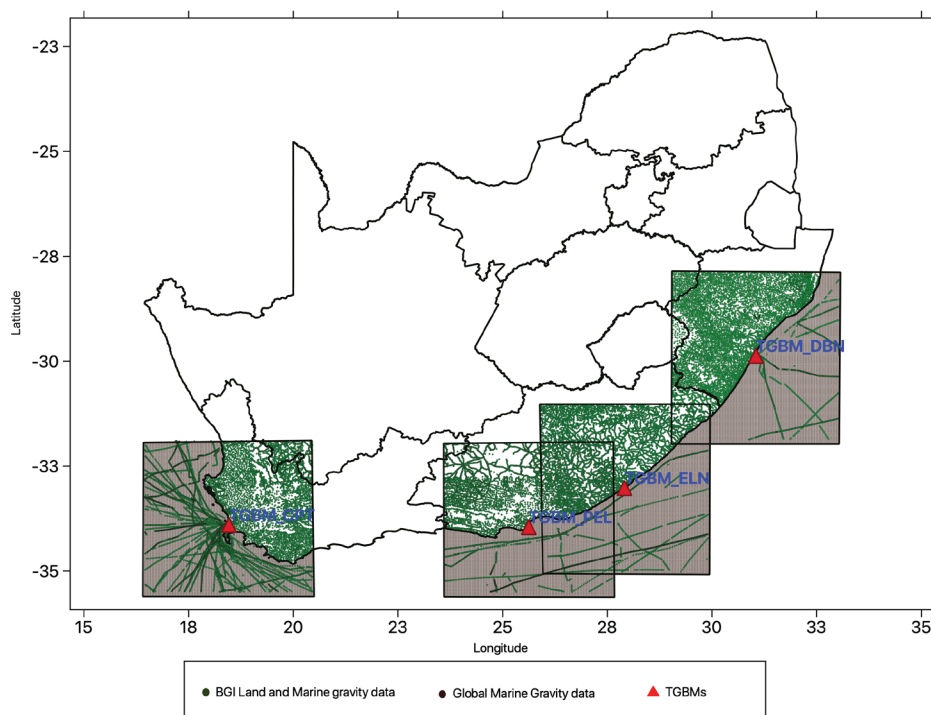 -23
-25
-28
-30
-33
-35
Latitude
TGBM_DBN
TGBM_ELN
TGBM_CPT
TGBM_PEL
15
18
20
23
25
28
30
33
35
Longitude
BGI Land and Marine gravity data
Global Marine Gravity data
TGBMs